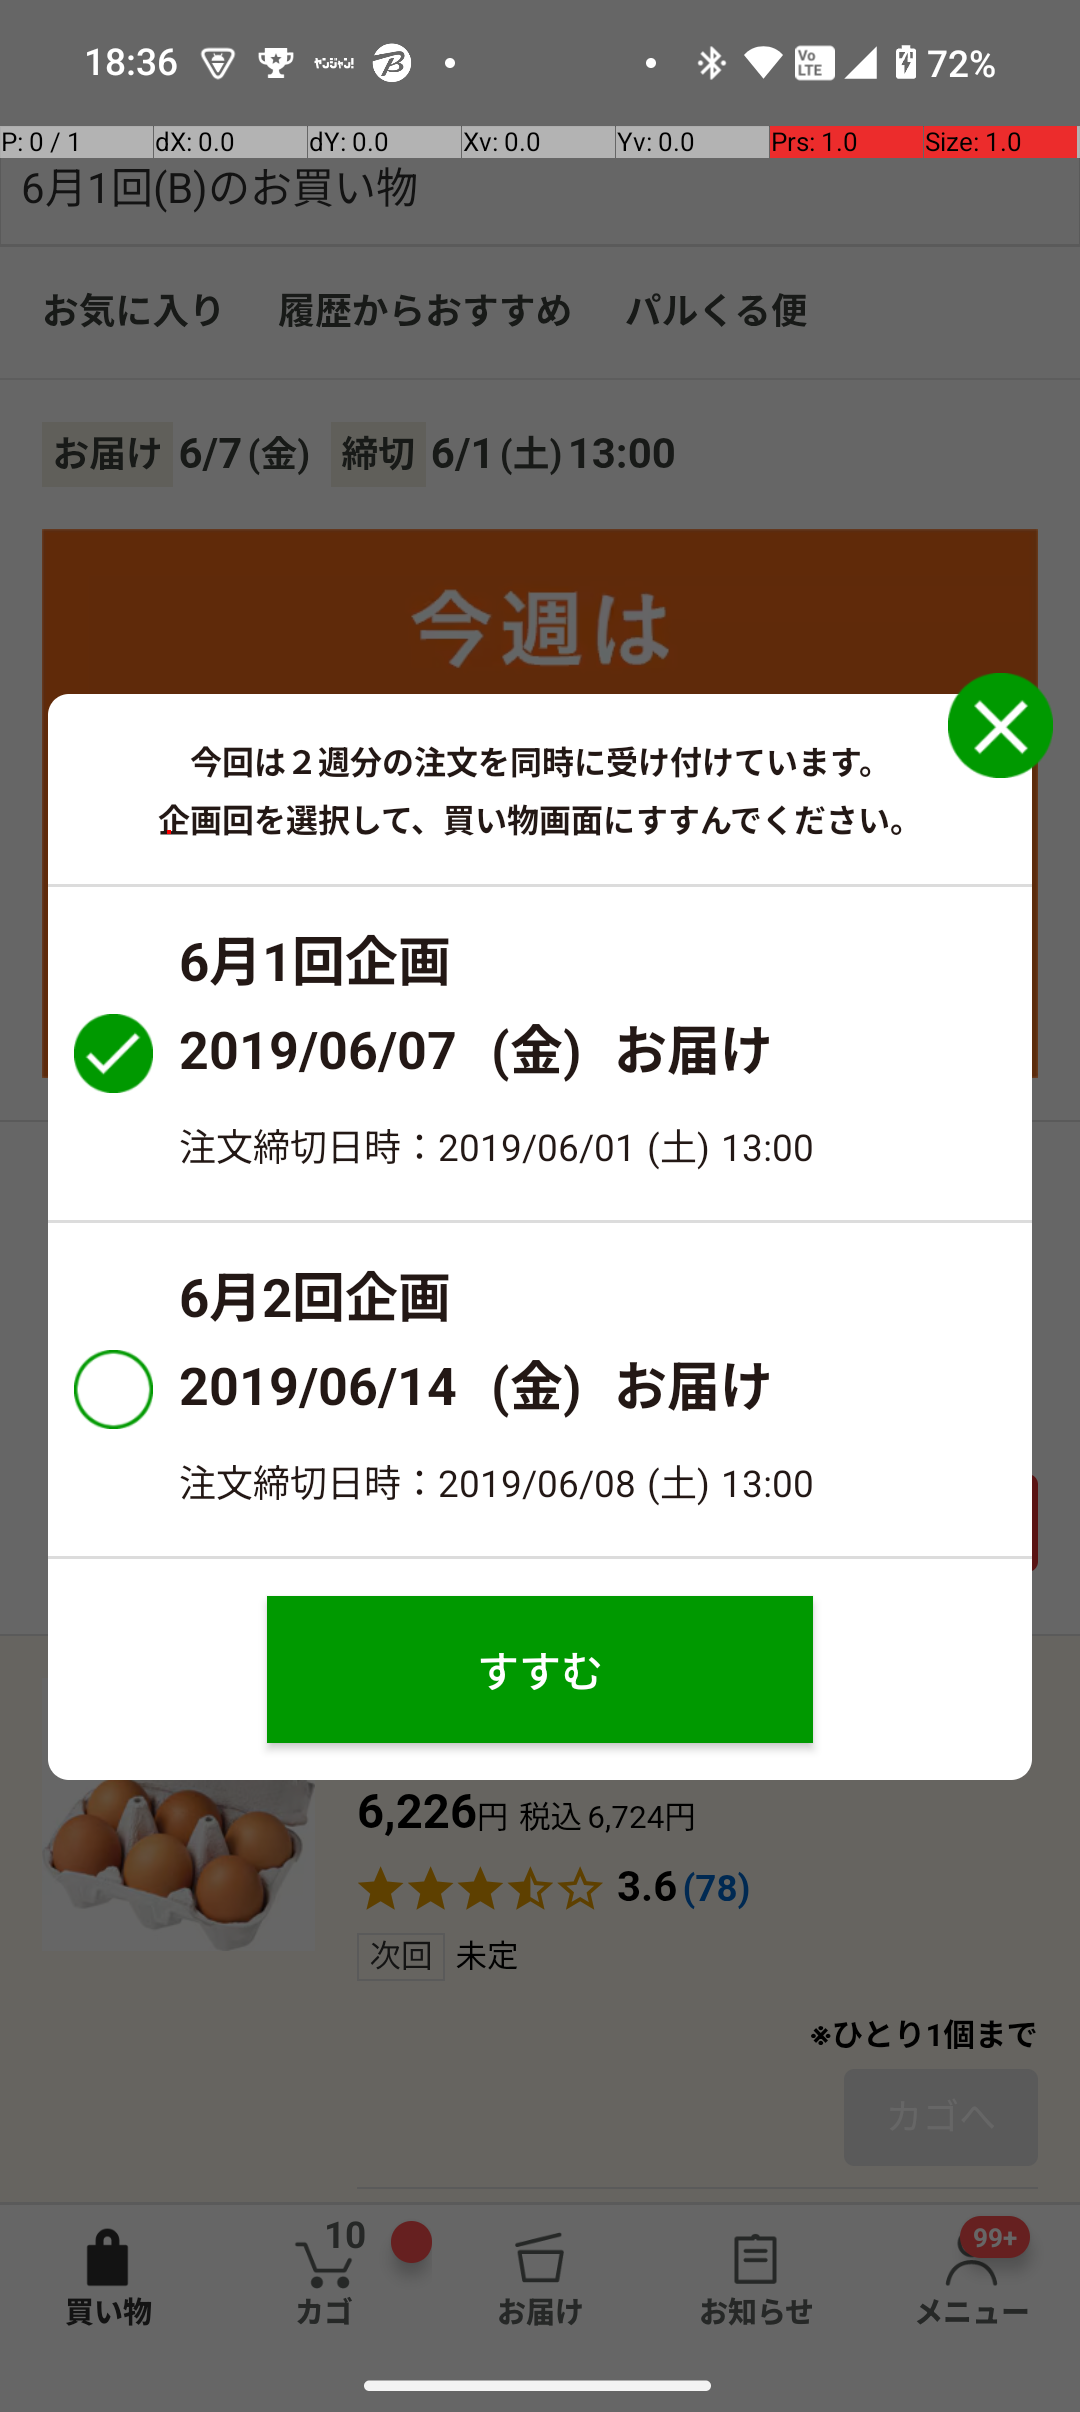 18:36 ヤンジャン! B Vo LTE 72%
P: 0 / 1 dX: 0.0 dY: 0.0 Xv: 0.0 Yv: 0.0 Prs: 1.0 Size: 1.0
6月1回(B)のお買い物
お気に入り 履歴からおすすめ パルくる便
お届け 6/7(金) 締切 6/1(土)13:00
今週は
今回は２週分の注文を同時に受け付けています。
企画回を選択して、買い物画面にすすんでください。
6月1回企画
2019/06/07 (金) お届け
注文締切日時：2019/06/01 (土) 13:00
6月2回企画
2019/06/14 (金) お届け
注文締切日時：2019/06/08 (土) 13:00
すすむ
6,226円 税込 6,724円
3.6(78)
次回 未定
※ひとり1個まで
カゴへ
10 99+
買い物 カゴ お届け お知らせ メニュー